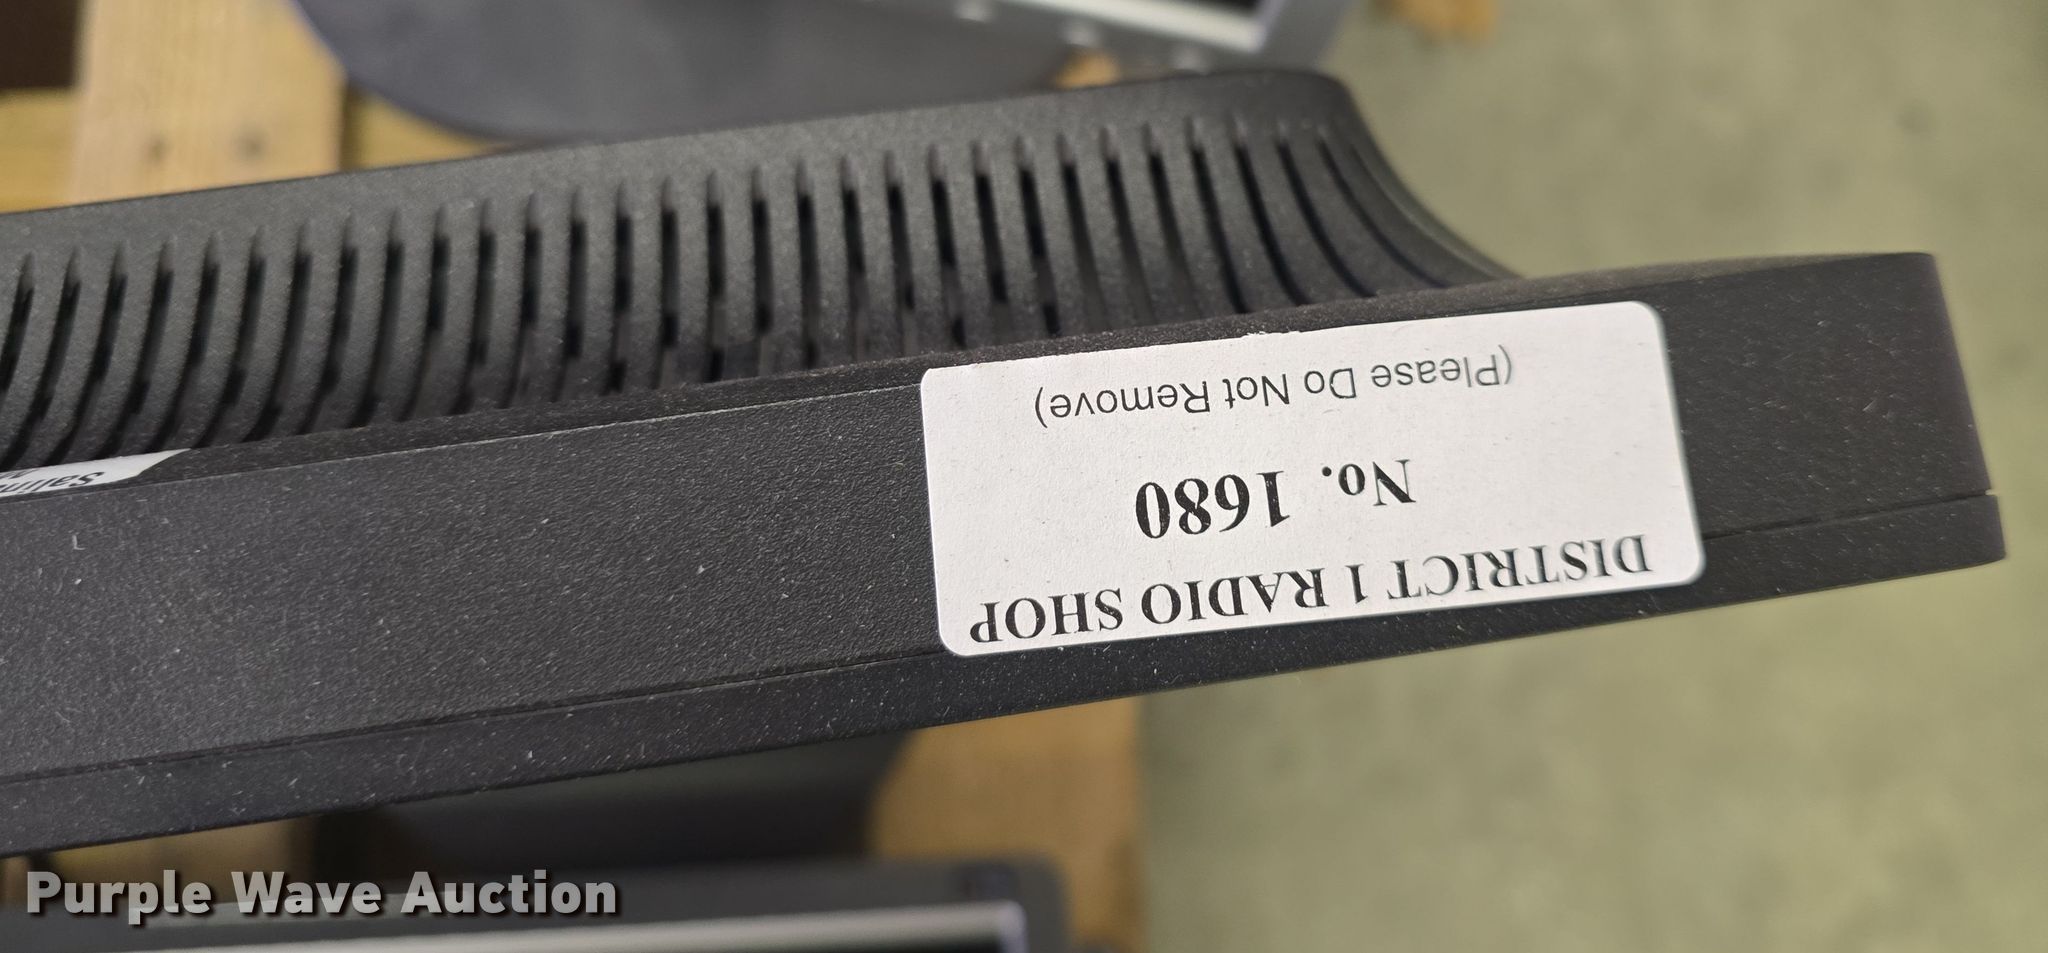 DISTRICT 1 RADIO SHOP
No. 1680
(Please Do Not Remove)
Purple Wave Auction